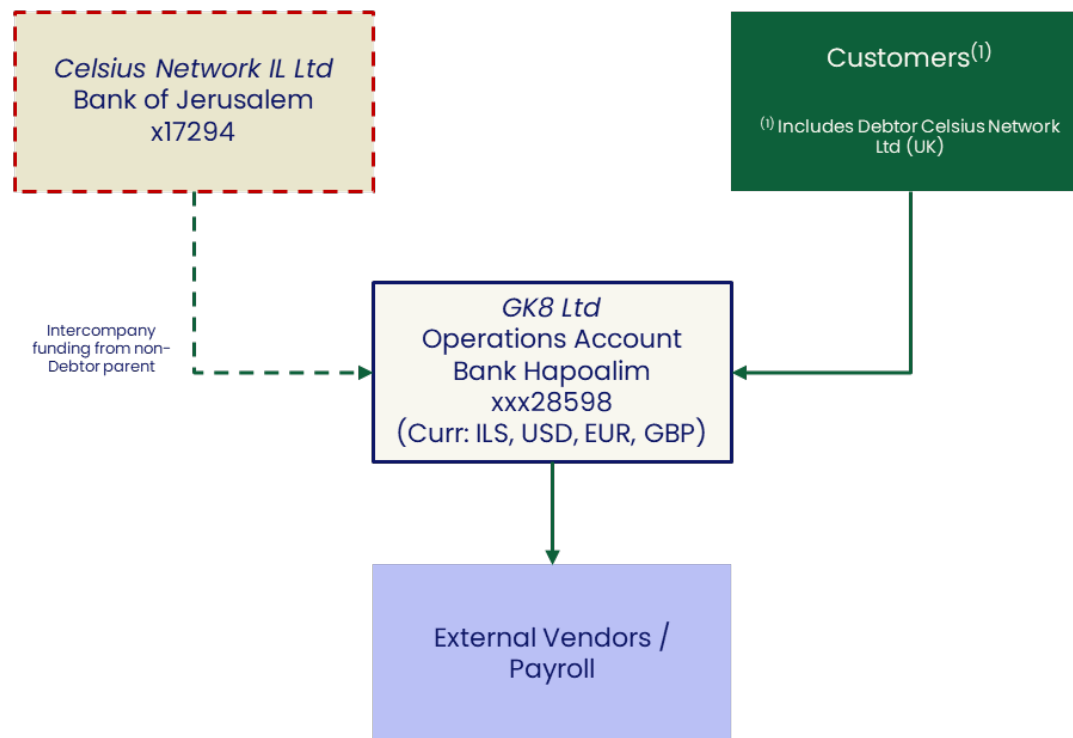 Celsius Network IL Ltd
Bank of Jerusalem
x17294
Customers(1)
(1) Includes Debtor Celsius Network
Ltd (UK)
Intercompany
funding from non-
Debtor parent
GK8 Ltd
Operations Account
Bank Hapoalim
xxx28598
(Curr: ILS, USD, EUR, GBP)
External Vendors /
Payroll